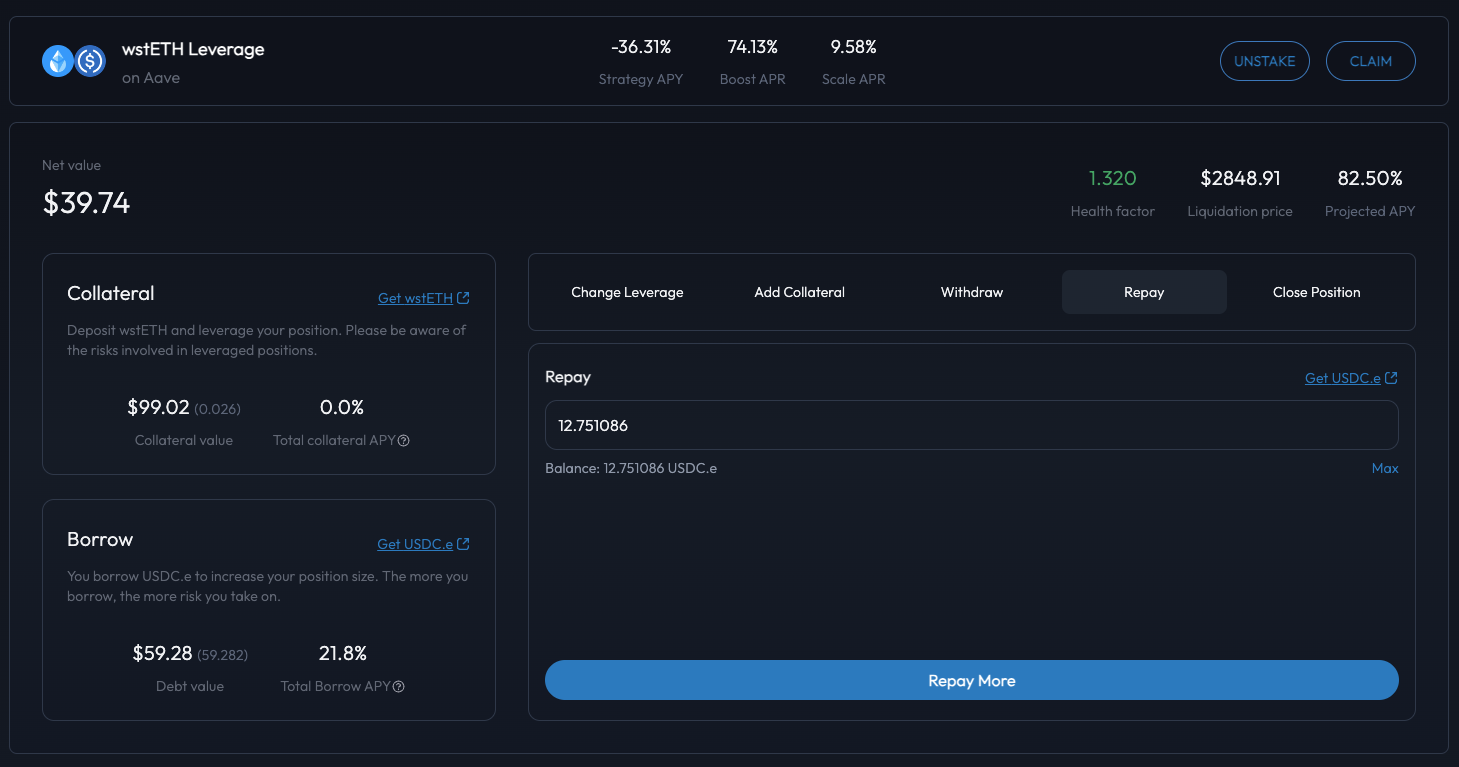 wstETH Leverage
on Aave
-36.31% 74.13% 9.58%
Strategy APY Boost APR Scale APR
UNSTAKE CLAIM
Net value
$39.74
1.320 $2848.91 82.50%
Health factor Liquidation price Projected APY
Collateral
Get wstETH
Deposit wstETH and leverage your position. Please be aware of
the risks involved in leveraged positions.
$99.02 (0.026) 0.0%
Collateral value Total collateral APY
Borrow
Get USDC.e
You borrow USDC.e to increase your position size. The more you
borrow, the more risk you take on.
$59.28 (59.282) 21.8%
Debt value Total Borrow APY
Change Leverage Add Collateral Withdraw Repay Close Position
Repay
Get USDC.e
12.751086
Balance: 12.751086 USDC.e Max
Repay More